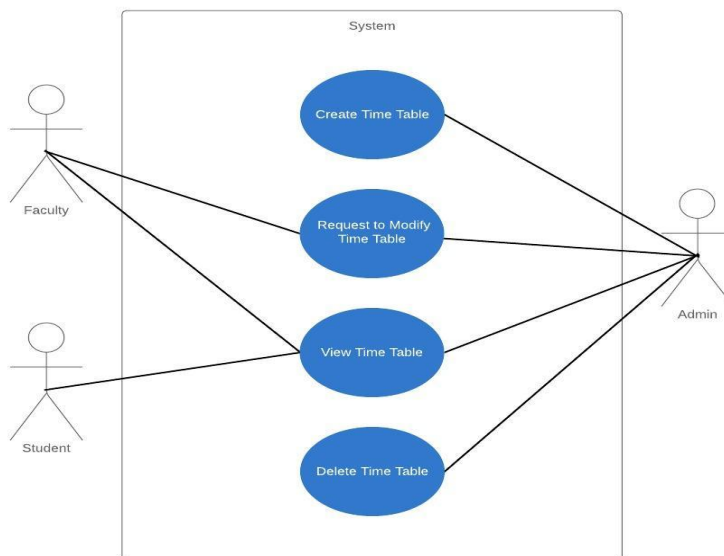 System
Create Time Table
Faculty
Request to Modify
Time Table
Admin
View Time Table
Student
Delete Time Table